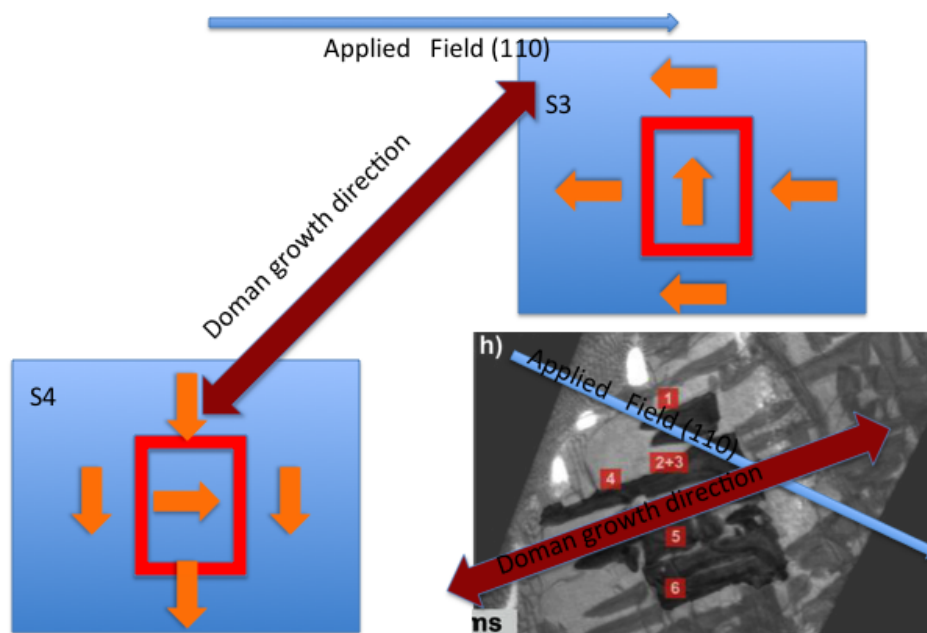 Applied Field (110)
S3
Doman growth direction
S4
h)
Applied Field (110)
1
2+3
4
Doman growth direction
5
6
ms